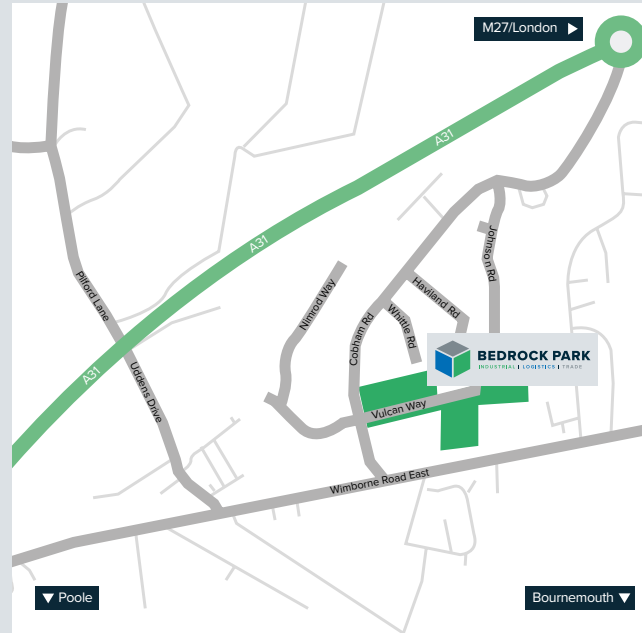 M27/London ▶
A31
A31
A31
Pilford Lane
Uddens Drive
Nimrod Way
Cobham Rd
Whittle Rd
Haviland Rd
Johnson Rd
BEDROCK PARK
INDUSTRIAL | LOGISTICS | TRADE
Vulcan Way
Wimborne Road East
▼ Poole
Bournemouth ▼